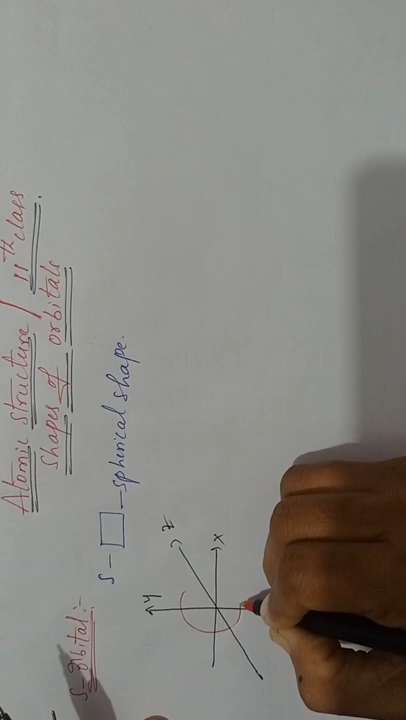 Atomic structure / 11th class.
shapes of orbitals
S-orbital:-
s - □ - spherical shape.
y
z
x